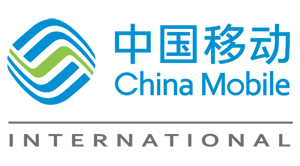 中国移动
China Mobile
INTERNATIONAL